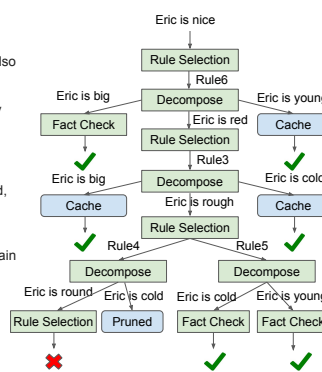 Eric is nice
lso
Rule Selection
Rule6
Eric is big
Decompose
Eric is young
Fact Check
Eric is red
Cache
Rule Selection
Rule3
Eric is big
Decompose
Eric is cold
d,
Cache
Eric is rough
Cache
Rule Selection
ain
Rule4
Rule5
Decompose
Decompose
Eric is round
Eric is cold
Eric is cold
Eric is young
Rule Selection
Pruned
Fact Check
Fact Check